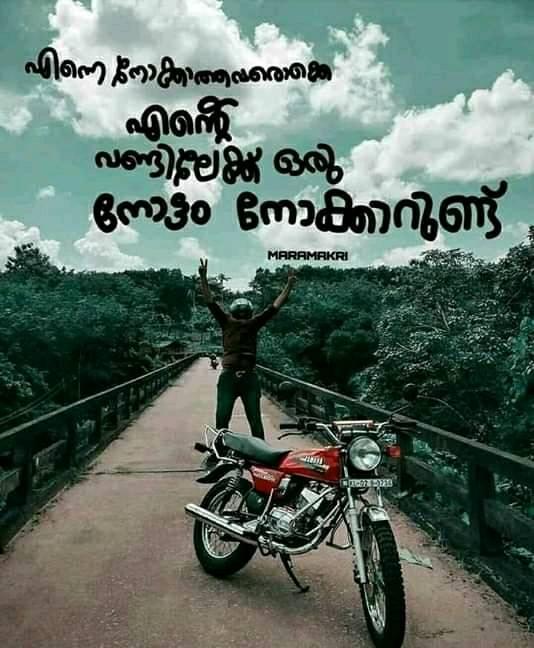 എന്നെ നോക്കാത്തവരൊക്കെ
എന്റെ
വണ്ടിലേക്ക് ഒരു
നോട്ടം നോക്കാറുണ്ട്
MARAMAKRI